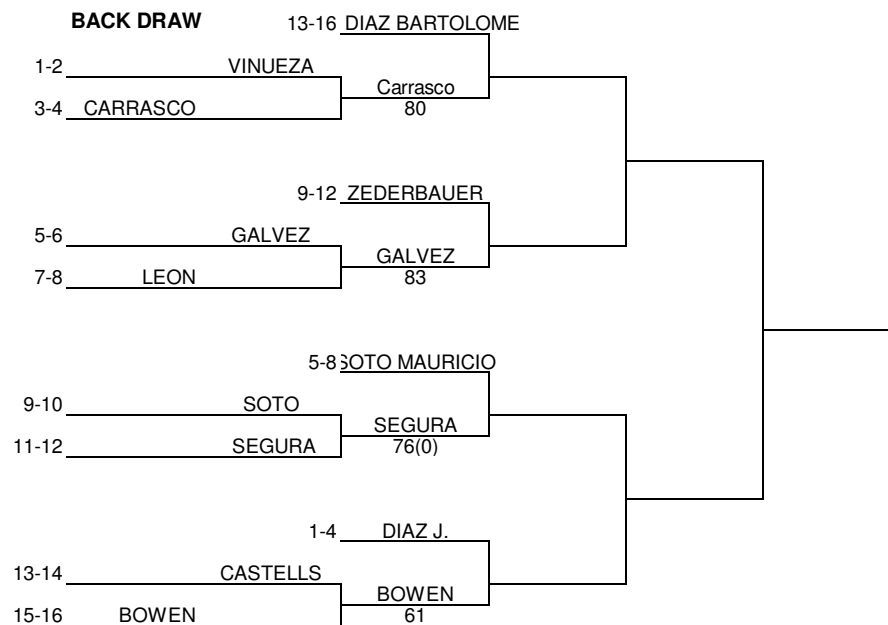 BACK DRAW
13-16 DIAZ BARTOLOME
1-2 VINUEZA
Carrasco
3-4 CARRASCO
80
9-12 ZEDERBAUER
5-6 GALVEZ
GALVEZ
7-8 LEON
83
5-8 SOTO MAURICIO
9-10 SOTO
SEGURA
11-12 SEGURA
76(0)
1-4 DIAZ J.
13-14 CASTELLS
BOWEN
15-16 BOWEN
61